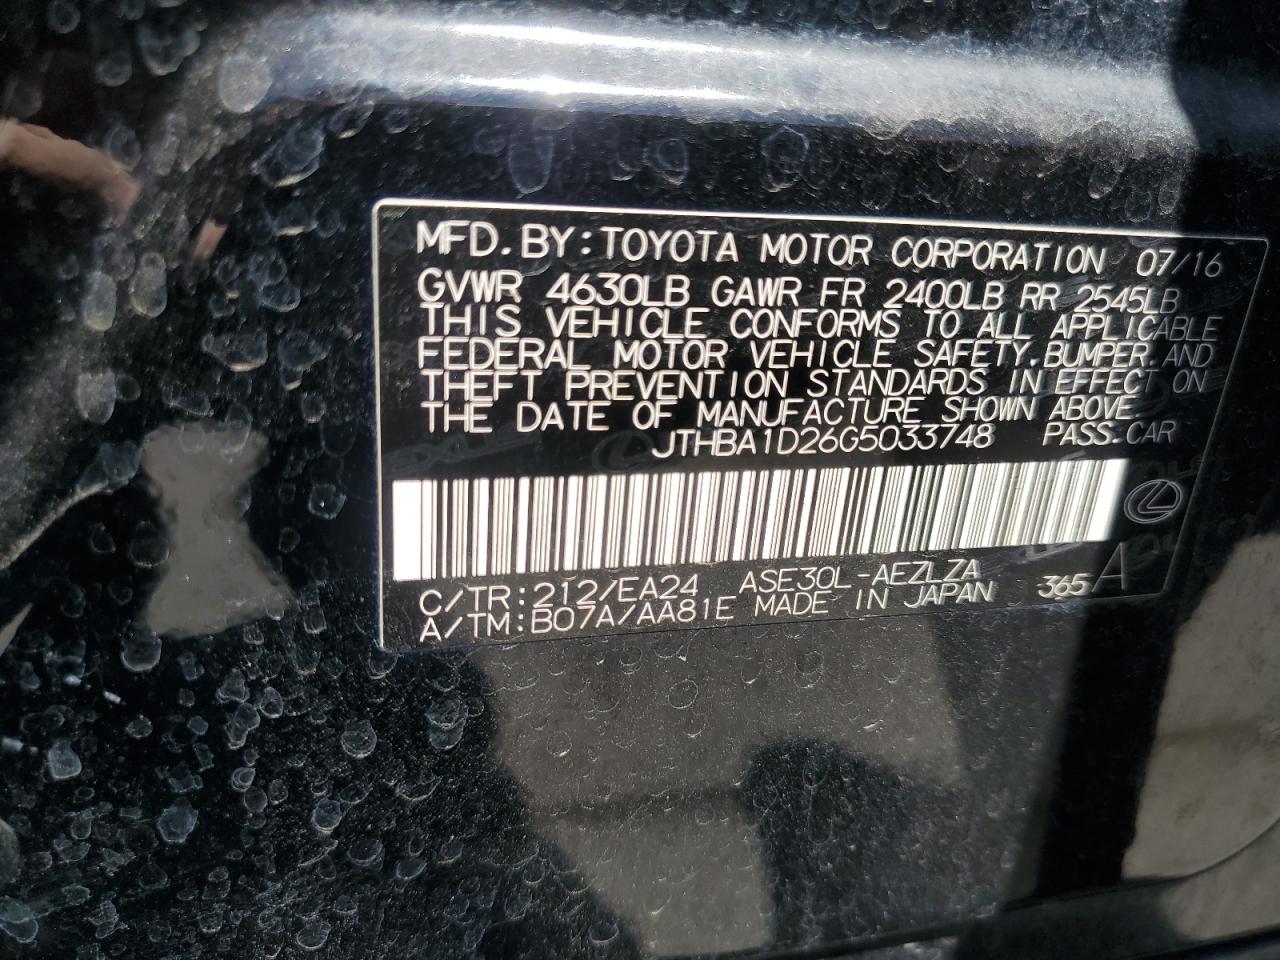 MFD. BY: TOYOTA MOTOR CORPORATION 07/16
GVWR 4630LB GAWR FR 2400LB RR 2545LB
THIS VEHICLE CONFORMS TO ALL APPLICABLE
FEDERAL MOTOR VEHICLE SAFETY, BUMPER, AND
THEFT PREVENTION STANDARDS IN EFFECT ON
THE DATE OF MANUFACTURE SHOWN ABOVE.
JTHBA1D26G5033748 PASS.CAR
C/TR:212/EA24 ASE30L-AEZLZA 365 A
A/TM:B07A/AA81E MADE IN JAPAN